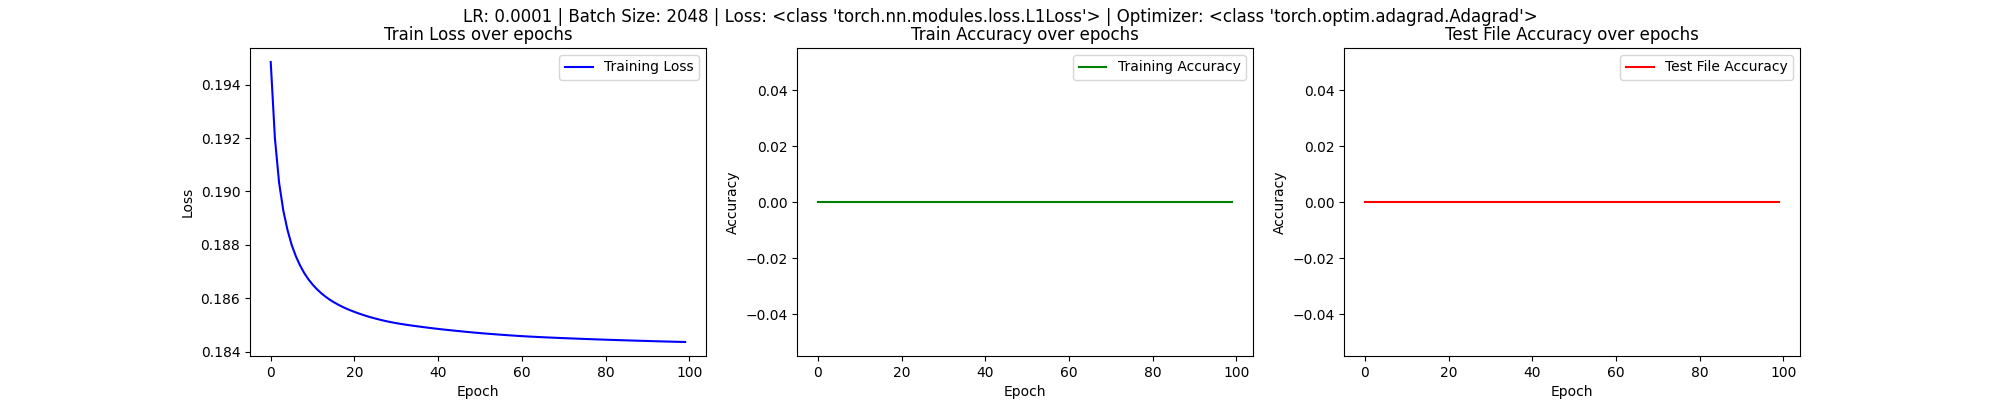 LR: 0.0001 | Batch Size: 2048 | Loss: <class 'torch.nn.modules.loss.L1Loss'> | Optimizer: <class 'torch.optim.adagrad.Adagrad'>
Train Loss over epochs
Training Loss
0.194
0.192
0.190
0.188
0.186
0.184
Loss
0 20 40 60 80 100
Epoch
Train Accuracy over epochs
Training Accuracy
0.04
0.02
0.00
−0.02
−0.04
Accuracy
0 20 40 60 80 100
Epoch
Test File Accuracy over epochs
Test File Accuracy
0.04
0.02
0.00
−0.02
−0.04
Accuracy
0 20 40 60 80 100
Epoch